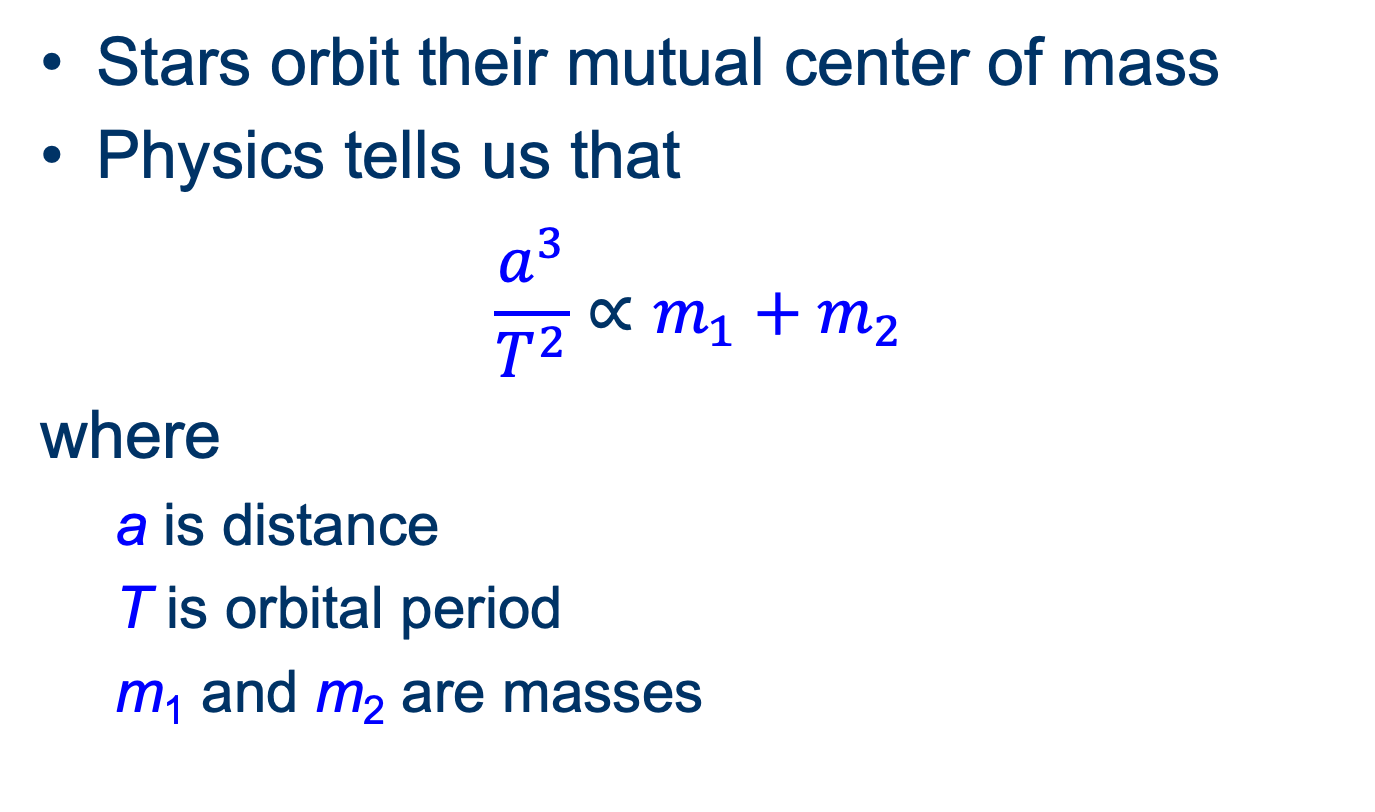 • Stars orbit their mutual center of mass
• Physics tells us that
a³/T² ∝ m₁ + m₂
where
a is distance
T is orbital period
m₁ and m₂ are masses